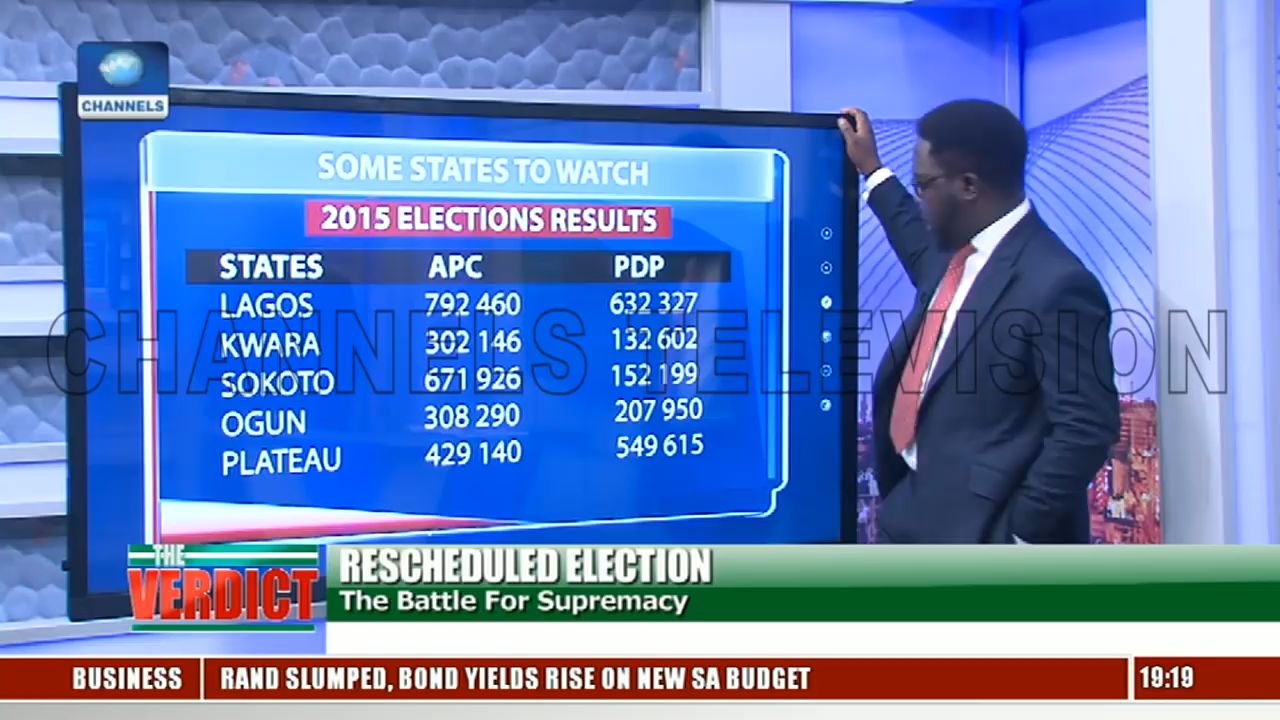 CHANNELS
SOME STATES TO WATCH
2015 ELECTIONS RESULTS
STATES APC PDP
LAGOS 792 460 632 327
KWARA 302 146 132 602
SOKOTO 671 926 152 199
OGUN 308 290 207 950
PLATEAU 429 140 549 615
CHANNELS TELEVISION
THE VERDICT
RESCHEDULED ELECTION
The Battle For Supremacy
BUSINESS RAND SLUMPED, BOND YIELDS RISE ON NEW SA BUDGET 19:19